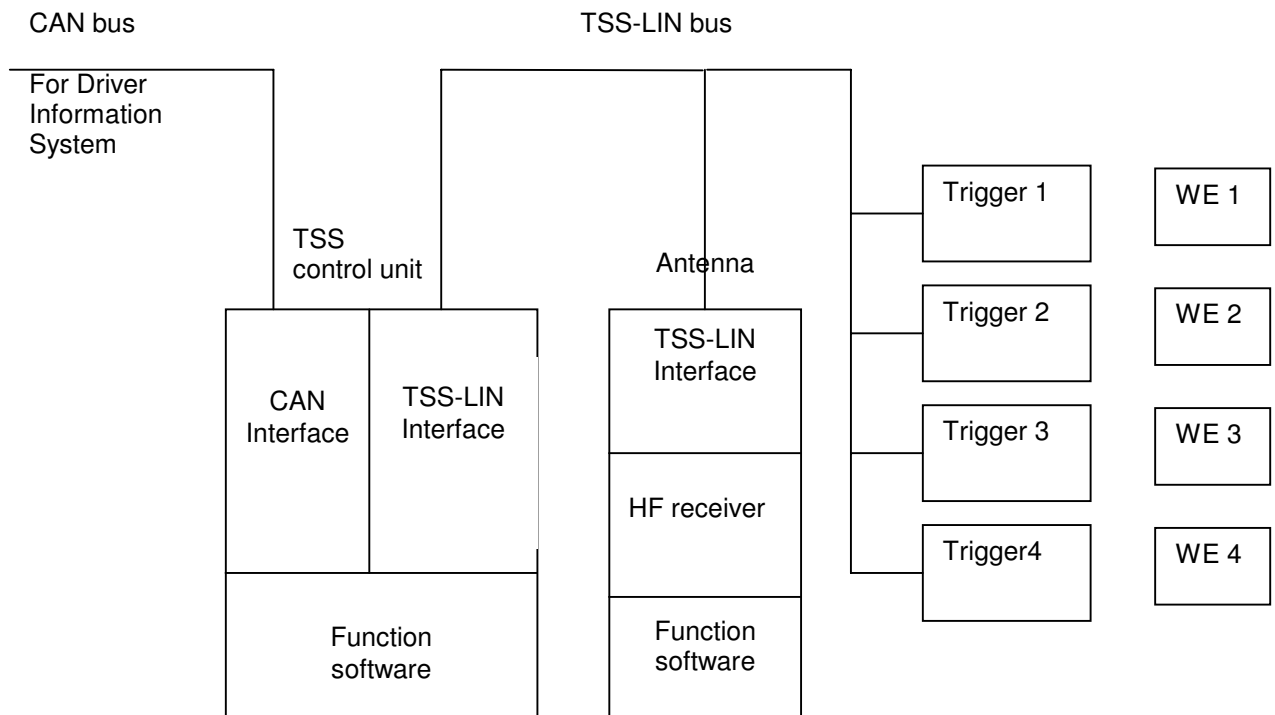 CAN bus
TSS-LIN bus
For Driver
Information
System
TSS
control unit
Antenna
CAN
Interface
TSS-LIN
Interface
Function
software
TSS-LIN
Interface
HF receiver
Function
software
Trigger 1
WE 1
Trigger 2
WE 2
Trigger 3
WE 3
Trigger4
WE 4